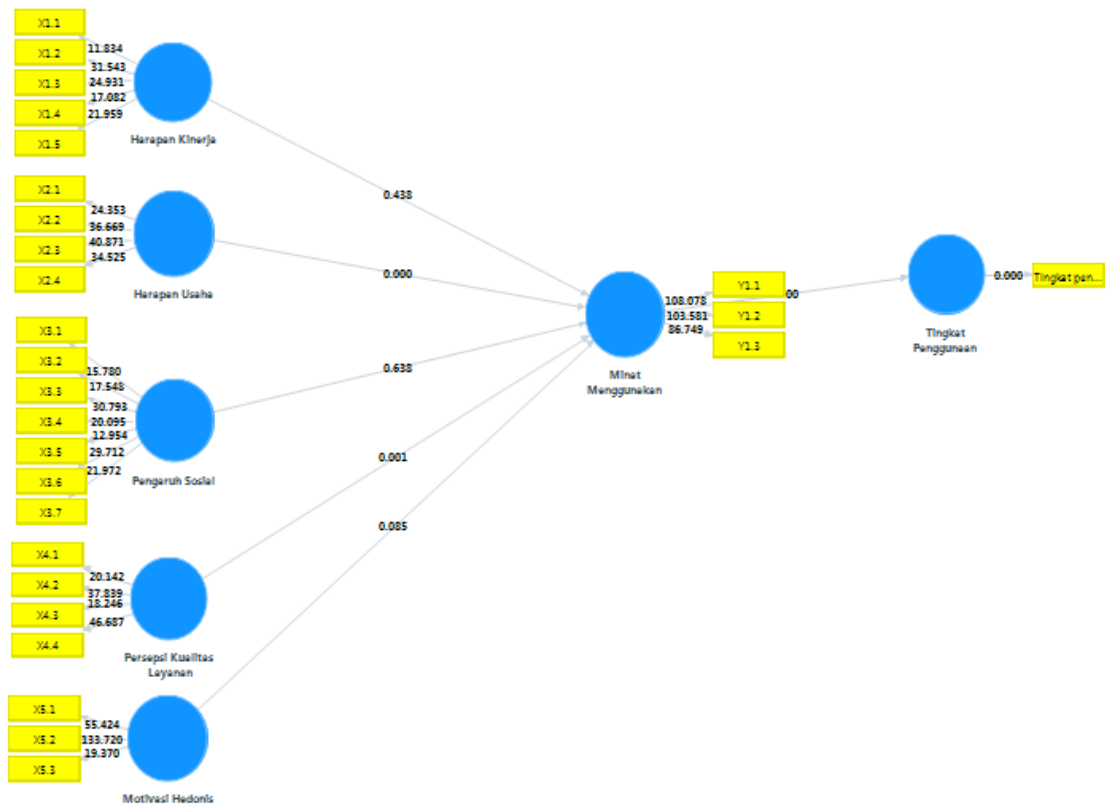 X1.1
X1.2
X1.3
X1.4
X1.5
11.834
31.543
24.931
17.082
21.959
Harapan Kinerja
X2.1
X2.2
X2.3
X2.4
24.353
36.669
40.871
34.525
Harapan Usaha
X3.1
X3.2
X3.3
X3.4
X3.5
X3.6
X3.7
15.780
17.548
30.793
20.095
12.954
29.712
21.972
Pengaruh Sosial
X4.1
X4.2
X4.3
X4.4
20.142
37.839
18.246
46.687
Persepsi Kualitas
Layanan
X5.1
X5.2
X5.3
55.424
133.720
19.370
Motivasi Hedonis
0.438
0.000
0.638
0.001
0.085
Minat
Menggunakan
108.078
103.581
86.749
Y1.1
Y1.2
Y1.3
00
Tingkat
Penggunaan
0.000
Tingkat pen...